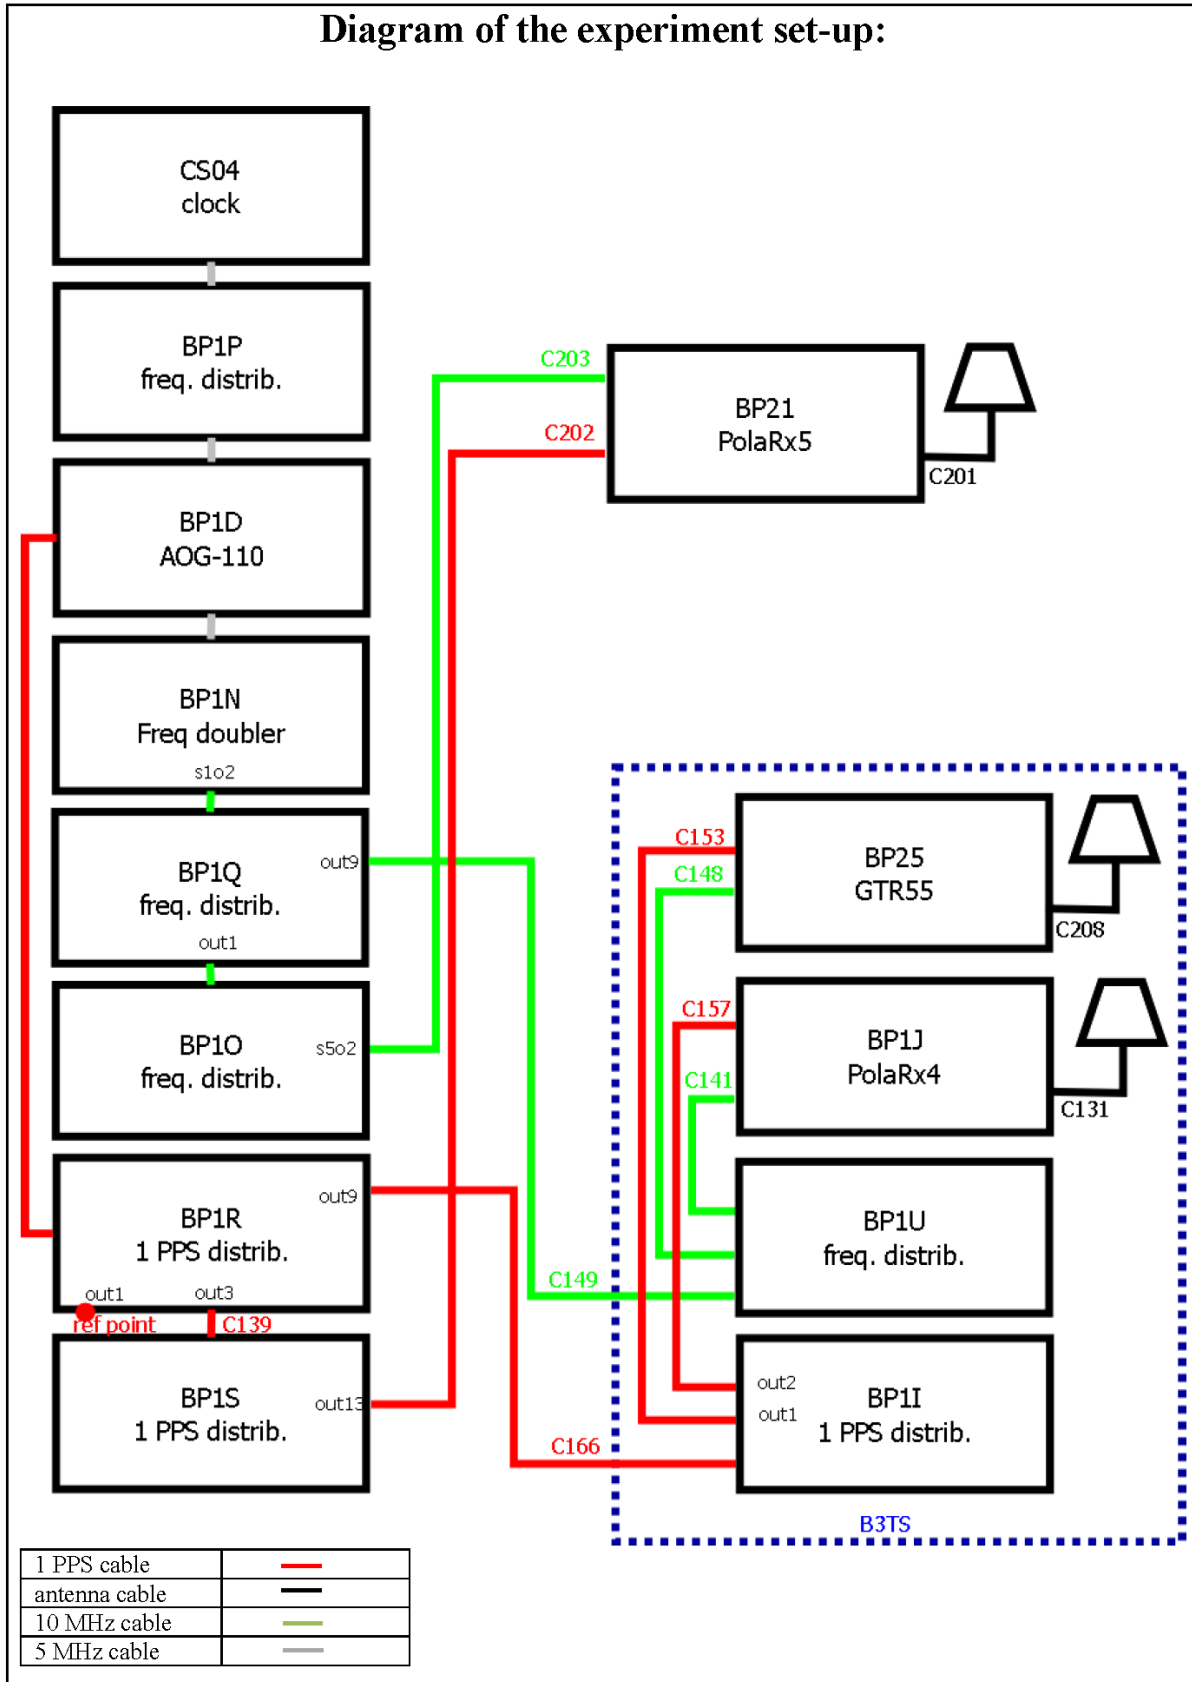 Diagram of the experiment set-up:
CS04
clock
BP1P
freq. distrib.
C203
C202
BP21
PolaRx5
C201
BP1D
AOG-110
BP1N
Freq doubler
s1o2
BP1Q
freq. distrib.
out9
out1
C153
C148
BP25
GTR55
C208
BP1O
freq. distrib.
s5o2
C157
C141
BP1J
PolaRx4
C131
BP1R
1 PPS distrib.
out9
out1
out3
ref point
C139
C149
BP1U
freq. distrib.
BP1S
1 PPS distrib.
out13
C166
out2
out1
BP1I
1 PPS distrib.
B3TS
1 PPS cable
antenna cable
10 MHz cable
5 MHz cable